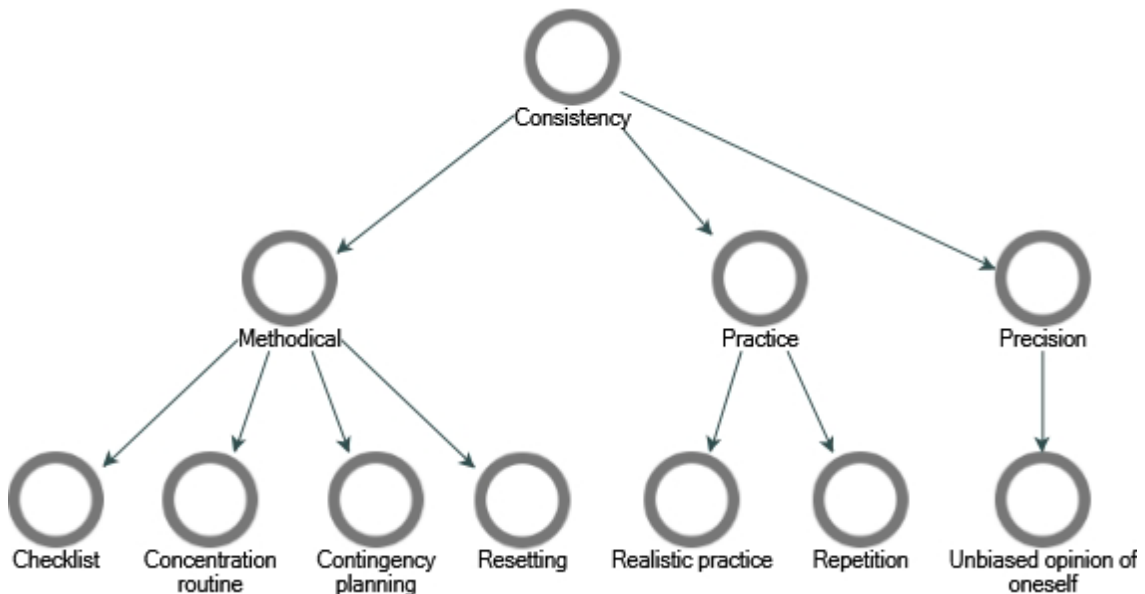 Consistency
Methodical
Practice
Precision
Checklist
Concentration
routine
Contingency
planning
Resetting
Realistic practice
Repetition
Unbiased opinion of
oneself